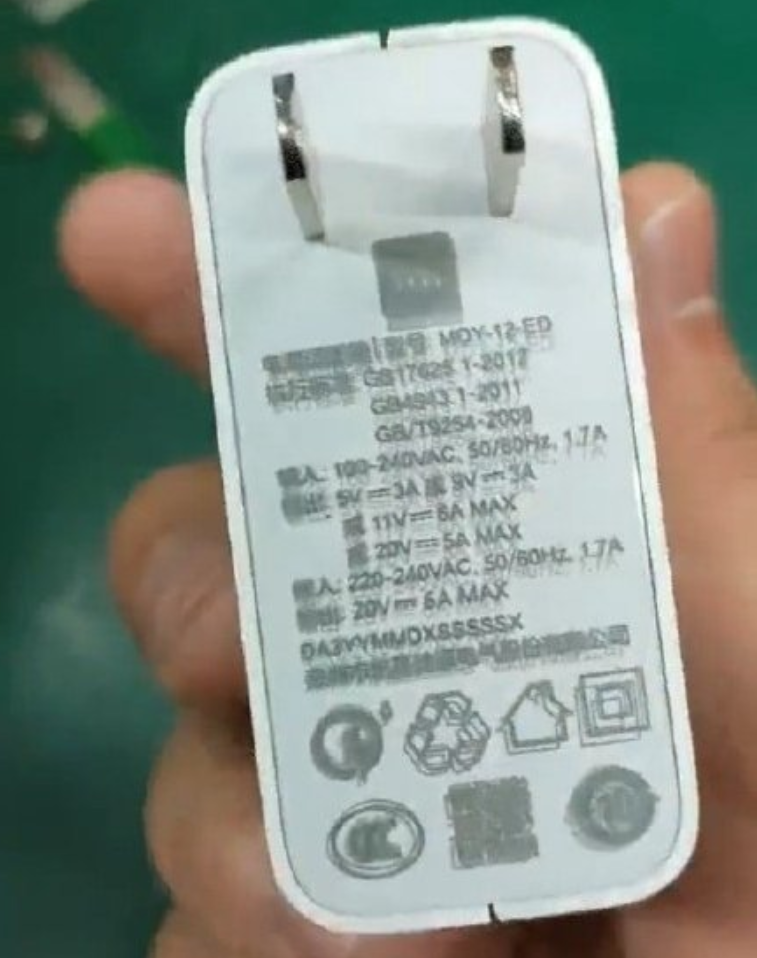 型号: MDY-12-ED
GB17625.1-2012
GB4943.1-2011
GB/T9254-2008
输入: 100-240VAC, 50/60Hz, 1.7A
输出: 5V⎓3A 或 9V⎓3A
或 11V⎓6A MAX
或 20V⎓5A MAX
输入: 220-240VAC, 50/60Hz, 1.7A
输出: 20V⎓6A MAX
DA3YYMMDXSSSSSX